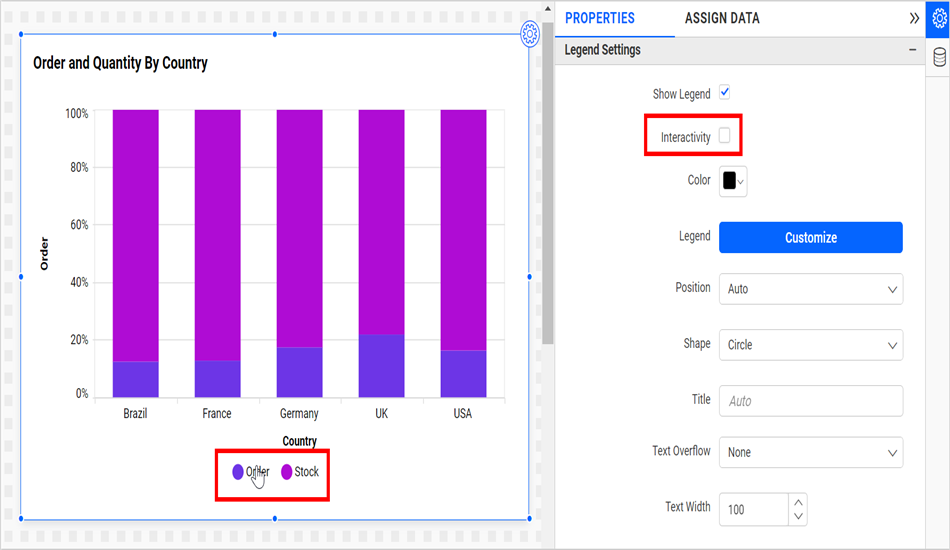 Order and Quantity By Country
100%
80%
60%
40%
20%
0%
Order
Brazil France Germany UK USA
Country
Order Stock
PROPERTIES ASSIGN DATA
Legend Settings
Show Legend
Interactivity
Color
Legend Customize
Position Auto
Shape Circle
Title Auto
Text Overflow None
Text Width 100